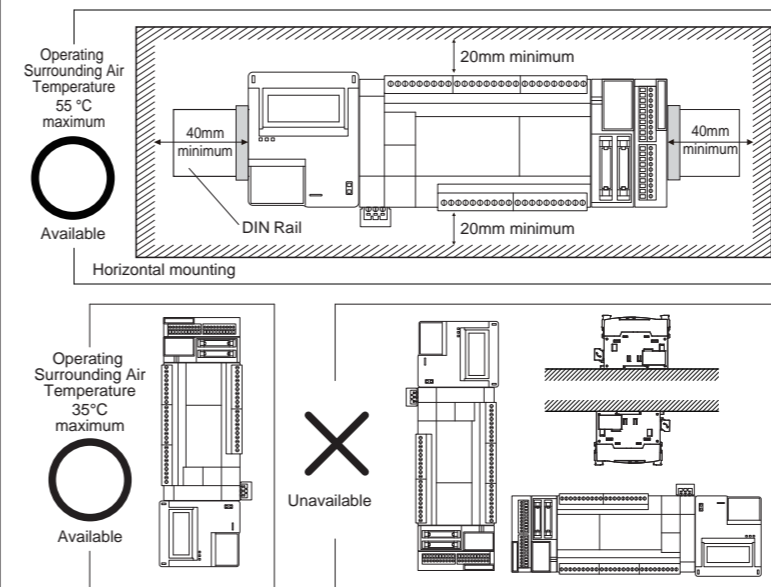 Operating
Surrounding Air
Temperature
55 °C
maximum
Available
20mm minimum
40mm
minimum
40mm
minimum
DIN Rail
20mm minimum
Horizontal mounting
Operating
Surrounding Air
Temperature
35°C
maximum
Available
Unavailable